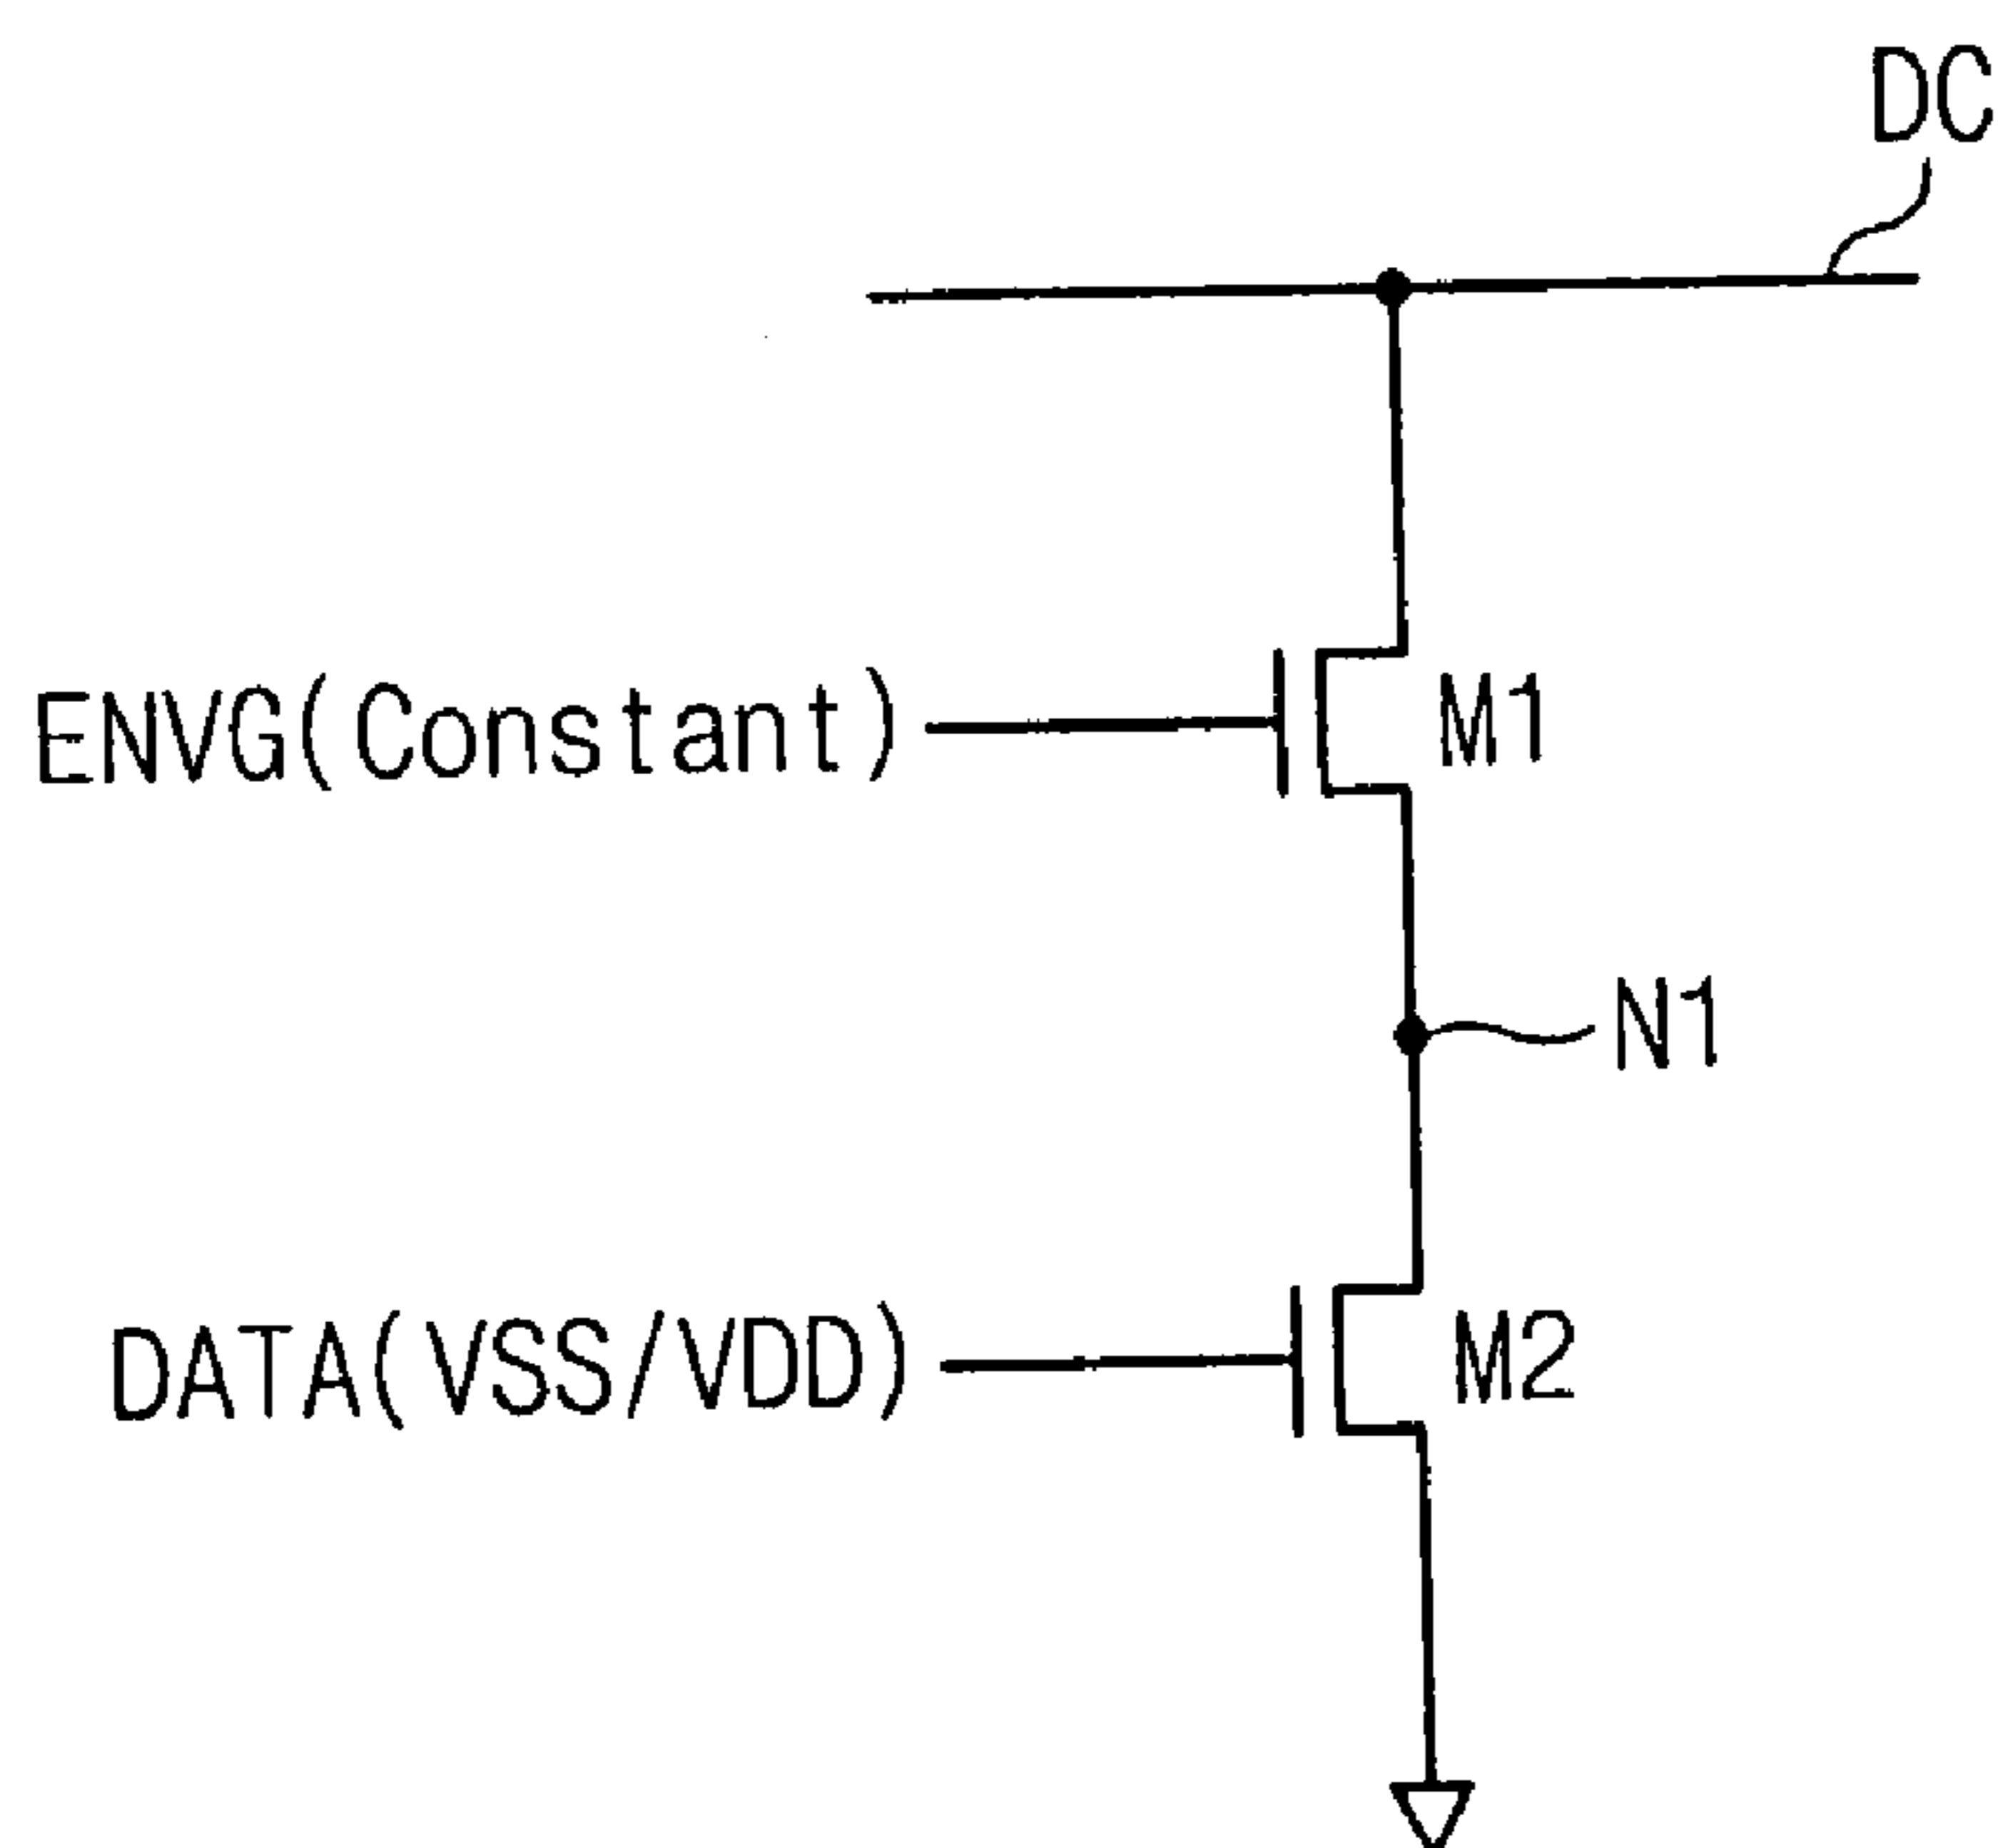 DC
ENVG(Constant)
M1
N1
DATA(VSS/VDD)
M2